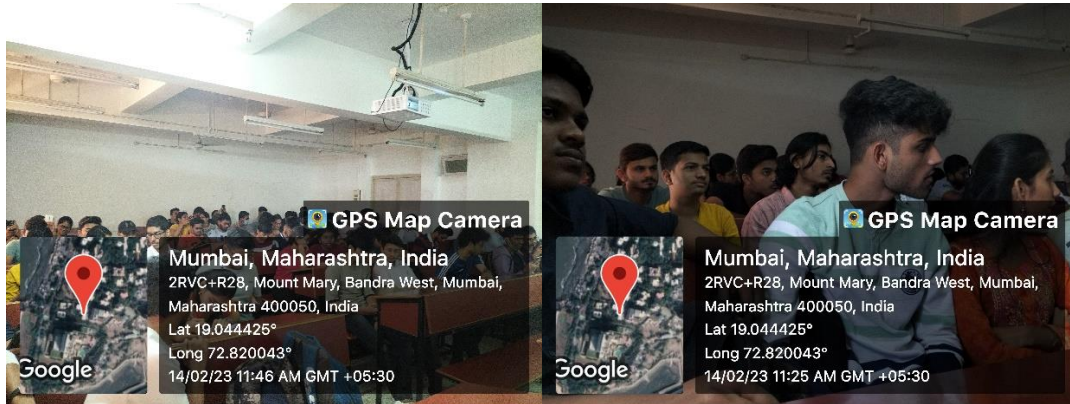 GPS Map Camera
Mumbai, Maharashtra, India
2RVC+R28, Mount Mary, Bandra West, Mumbai,
Maharashtra 400050, India
Lat 19.044425°
Long 72.820043°
14/02/23 11:46 AM GMT +05:30
Google
GPS Map Camera
Mumbai, Maharashtra, India
2RVC+R28, Mount Mary, Bandra West, Mumbai,
Maharashtra 400050, India
Lat 19.044425°
Long 72.820043°
14/02/23 11:25 AM GMT +05:30
Google